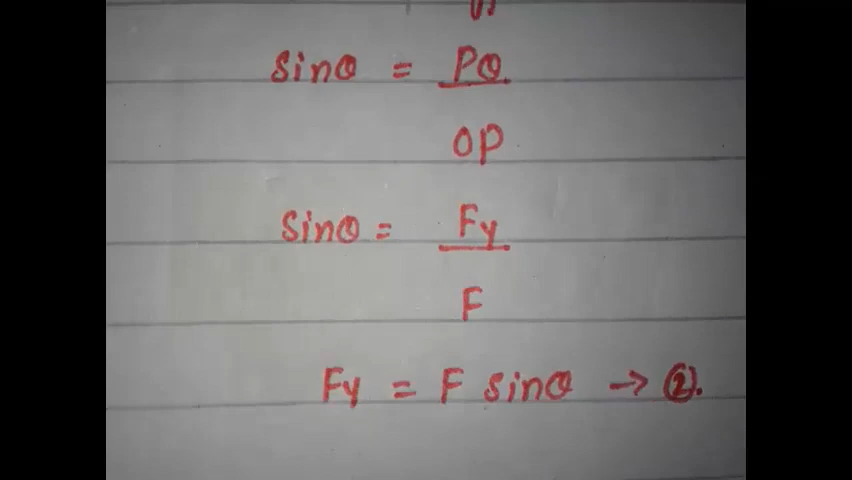 sinθ = PQ
OP
sinθ = Fy
F
Fy = F sinθ → ②.